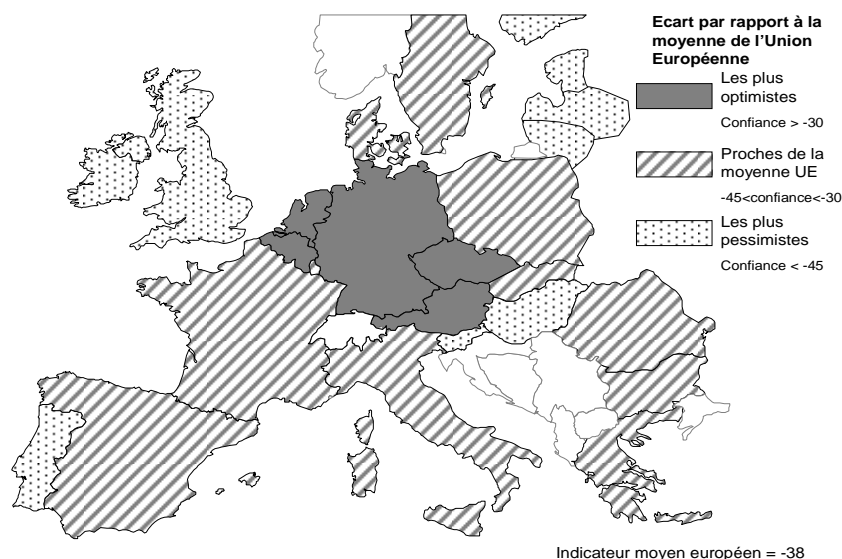 Ecart par rapport à la
moyenne de l'Union
Européenne
Les plus
optimistes
Confiance > -30
Proches de la
moyenne UE
-45<confiance<-30
Les plus
pessimistes
Confiance < -45
Indicateur moyen européen = -38